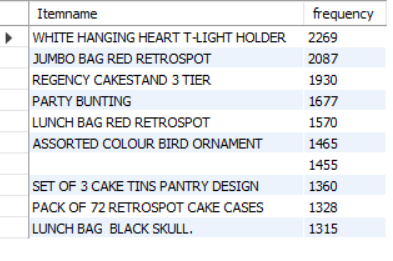 Itemname frequency
WHITE HANGING HEART T-LIGHT HOLDER 2269
JUMBO BAG RED RETROSPOT 2087
REGENCY CAKESTAND 3 TIER 1930
PARTY BUNTING 1677
LUNCH BAG RED RETROSPOT 1570
ASSORTED COLOUR BIRD ORNAMENT 1465
1455
SET OF 3 CAKE TINS PANTRY DESIGN 1360
PACK OF 72 RETROSPOT CAKE CASES 1328
LUNCH BAG  BLACK SKULL. 1315